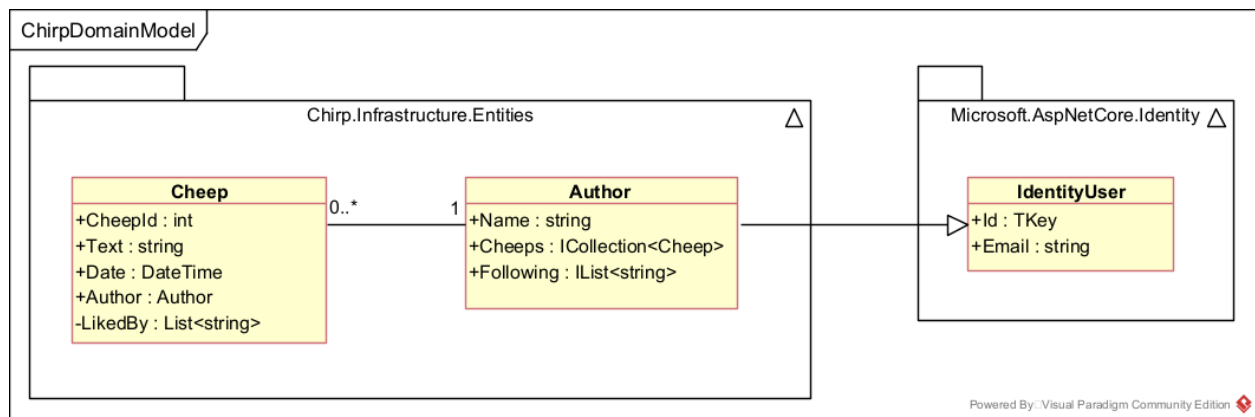 ChirpDomainModel
Chirp.Infrastructure.Entities
Cheep
+CheepId : int
+Text : string
+Date : DateTime
+Author : Author
-LikedBy : List<string>
0..*
1
Author
+Name : string
+Cheeps : ICollection<Cheep>
+Following : IList<string>
Microsoft.AspNetCore.Identity
IdentityUser
+Id : TKey
+Email : string
Powered By Visual Paradigm Community Edition